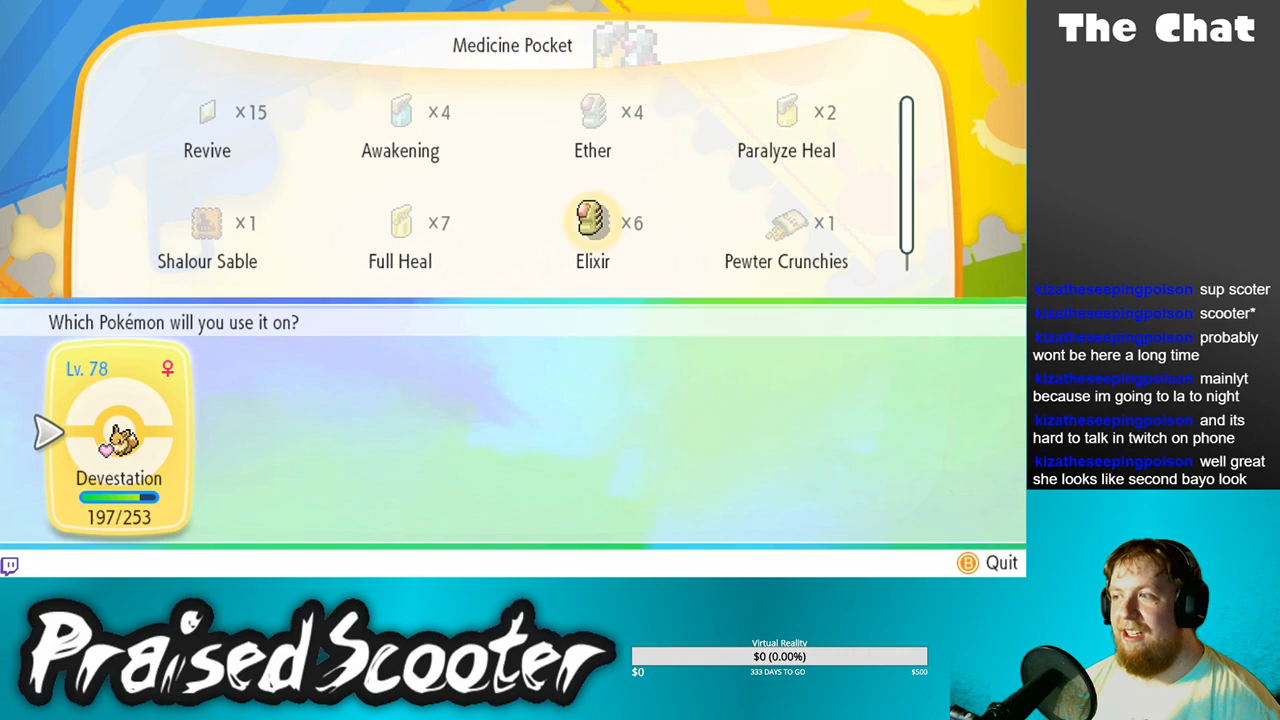 Medicine Pocket
×15 ×4 ×4 ×2
Revive Awakening Ether Paralyze Heal
×1 ×7 ×6 ×1
Shalour Sable Full Heal Elixir Pewter Crunchies
Which Pokémon will you use it on?
Lv. 78 ♀
Devestation
197/253
B Quit
The Chat
kizatheseepingpoison sup scoter
kizatheseepingpoison scooter*
kizatheseepingpoison probably
wont be here a long time
kizatheseepingpoison mainlyt
because im going to la to night
kizatheseepingpoison and its
hard to talk in twitch on phone
kizatheseepingpoison well great
she looks like second bayo look
PraisedScooter
Virtual Reality
$0 (0.00%)
$0 333 DAYS TO GO $500